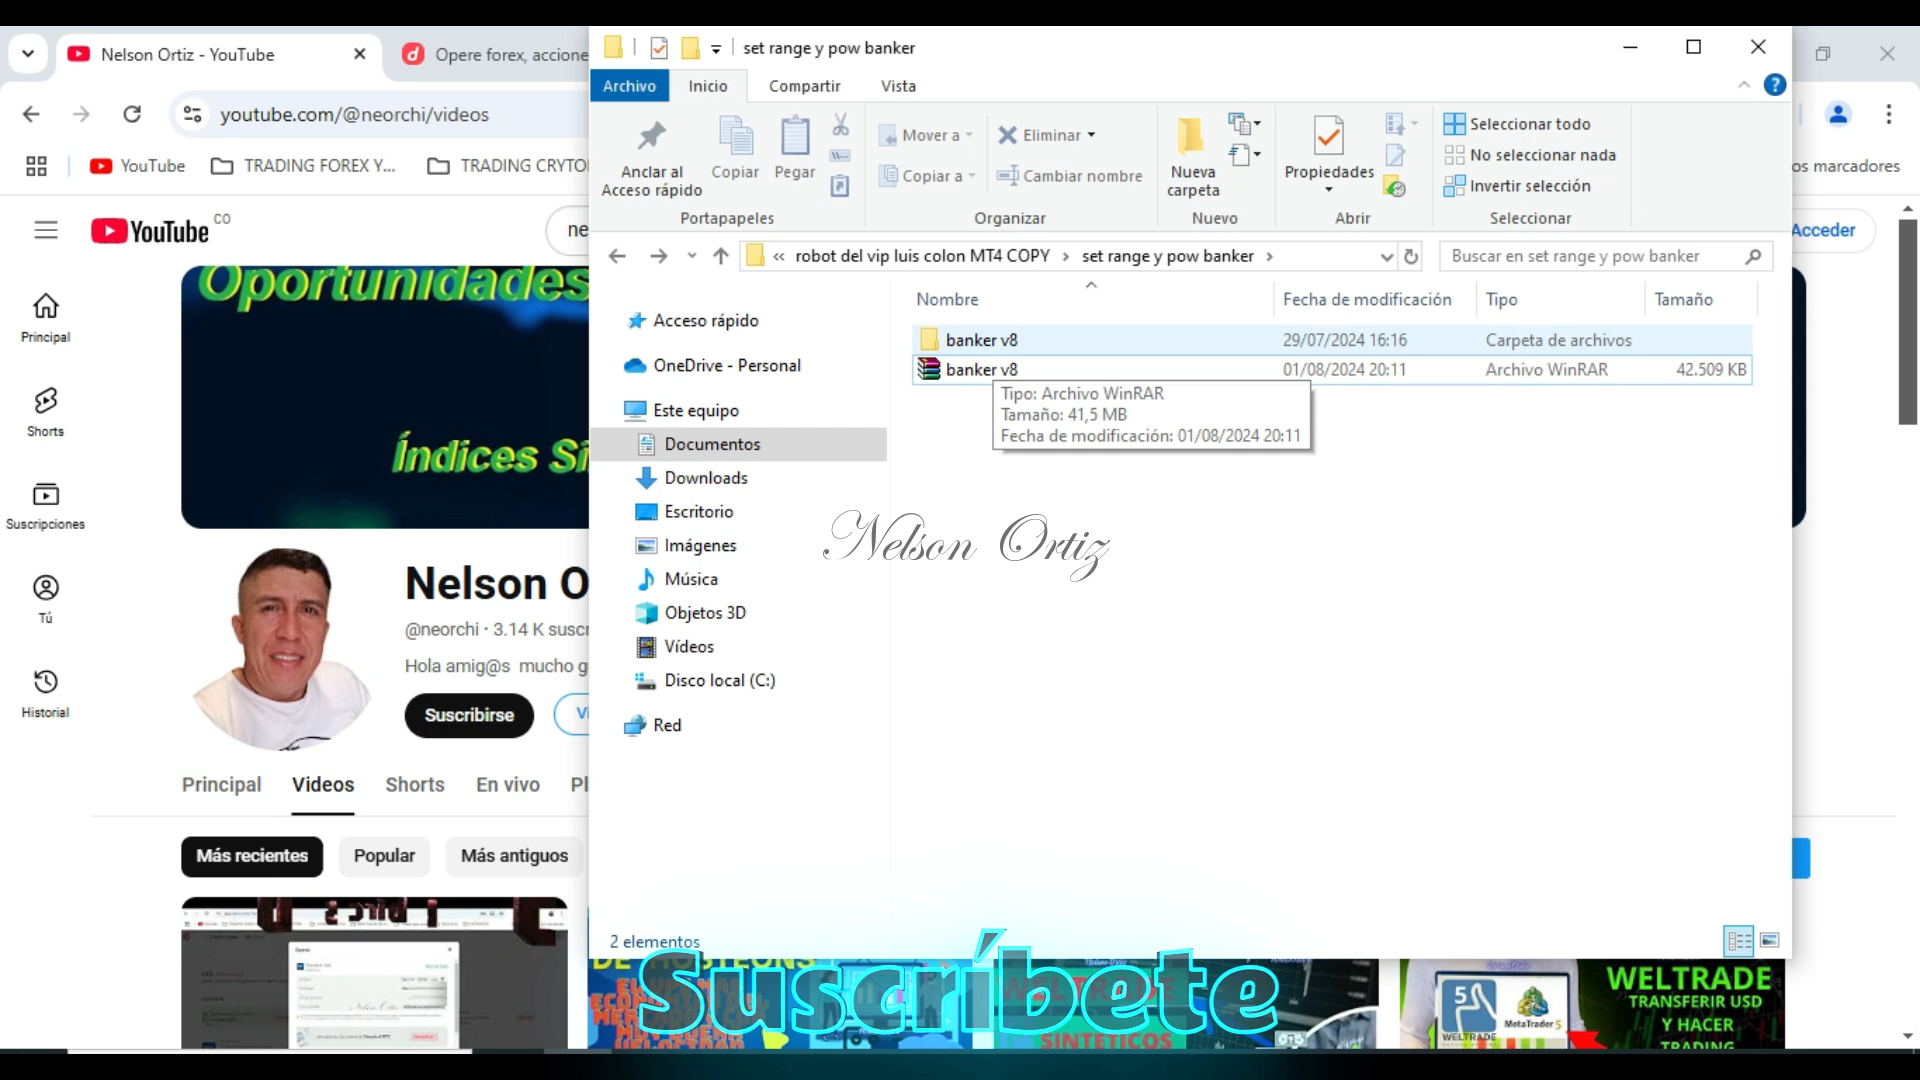 Nelson Ortiz - YouTube
Opere forex, accione
set range y pow banker
Archivo Inicio Compartir Vista
youtube.com/@neorchi/videos
Anclar al
Acceso rápido
Copiar
Pegar
Mover a
Copiar a
Eliminar
Cambiar nombre
Nueva
carpeta
Propiedades
Seleccionar todo
No seleccionar nada
Invertir selección
Portapapeles Organizar Nuevo Abrir Seleccionar
YouTube
TRADING FOREX Y...
TRADING CRYTO
os marcadores
YouTube CO
ne
Acceder
« robot del vip luis colon MT4 COPY › set range y pow banker ›
Buscar en set range y pow banker
Nombre Fecha de modificación Tipo Tamaño
banker v8 29/07/2024 16:16 Carpeta de archivos
banker v8 01/08/2024 20:11 Archivo WinRAR 42.509 KB
Tipo: Archivo WinRAR
Tamaño: 41,5 MB
Fecha de modificación: 01/08/2024 20:11
Acceso rápido
OneDrive - Personal
Este equipo
Documentos
Downloads
Escritorio
Imágenes
Música
Objetos 3D
Vídeos
Disco local (C:)
Red
2 elementos
Nelson Ortiz
Principal
Shorts
Suscripciones
Tú
Historial
Oportunidades
Índices Si
Nelson O
@neorchi · 3.14 K suscr
Hola amig@s mucho g
Suscribirse
Principal Videos Shorts En vivo Pl
Más recientes Popular Más antiguos
Suscríbete
SINTETICOS
MetaTrader 5
WELTRADE
WELTRADE
TRANSFERIR USD
Y HACER
TRADING